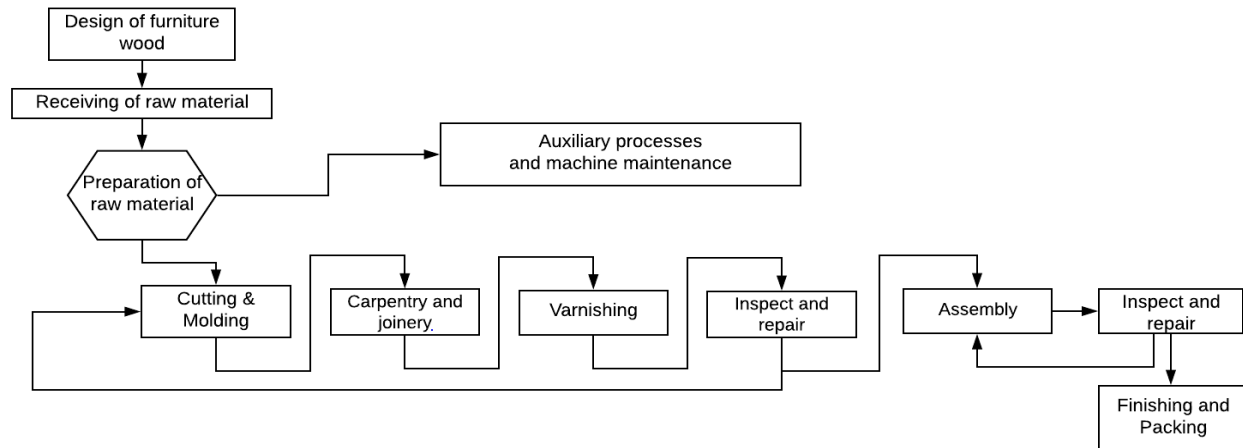 Design of furniture
wood
Receiving of raw material
Preparation of
raw material
Auxiliary processes
and machine maintenance
Cutting &
Molding
Carpentry and
joinery.
Varnishing
Inspect and
repair
Assembly
Inspect and
repair
Finishing and
Packing